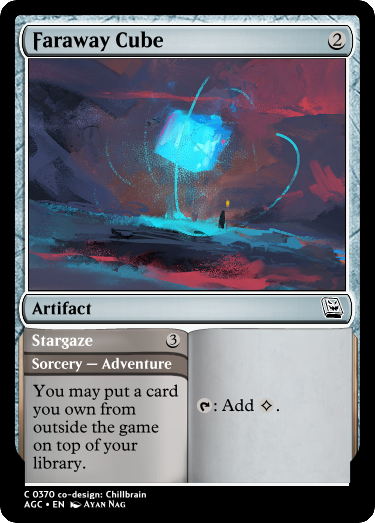 Faraway Cube 2
Artifact
Stargaze 3
Sorcery — Adventure
You may put a card
you own from
outside the game
on top of your
library.
: Add .
C 0370 co-design: Chillbrain
AGC • EN Ayan Nag